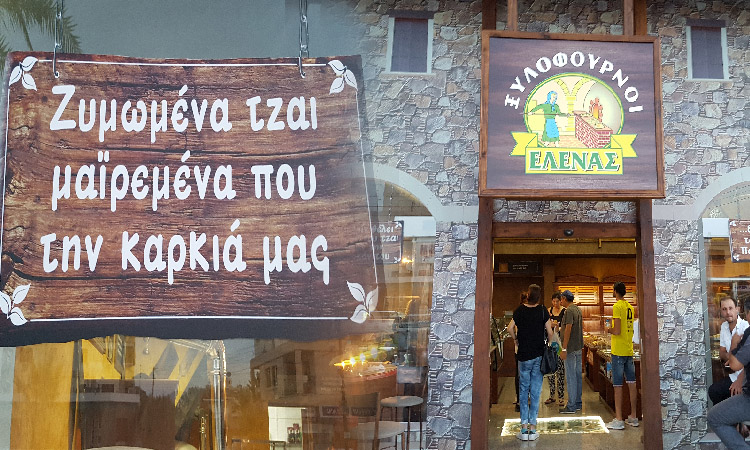 Ζυμωμένα τζαι
μαϊρεμένα που
την καρκιά μας
ΞΥΛΟΦΟΥΡΝΟΙ
ΕΛΕΝΑΣ